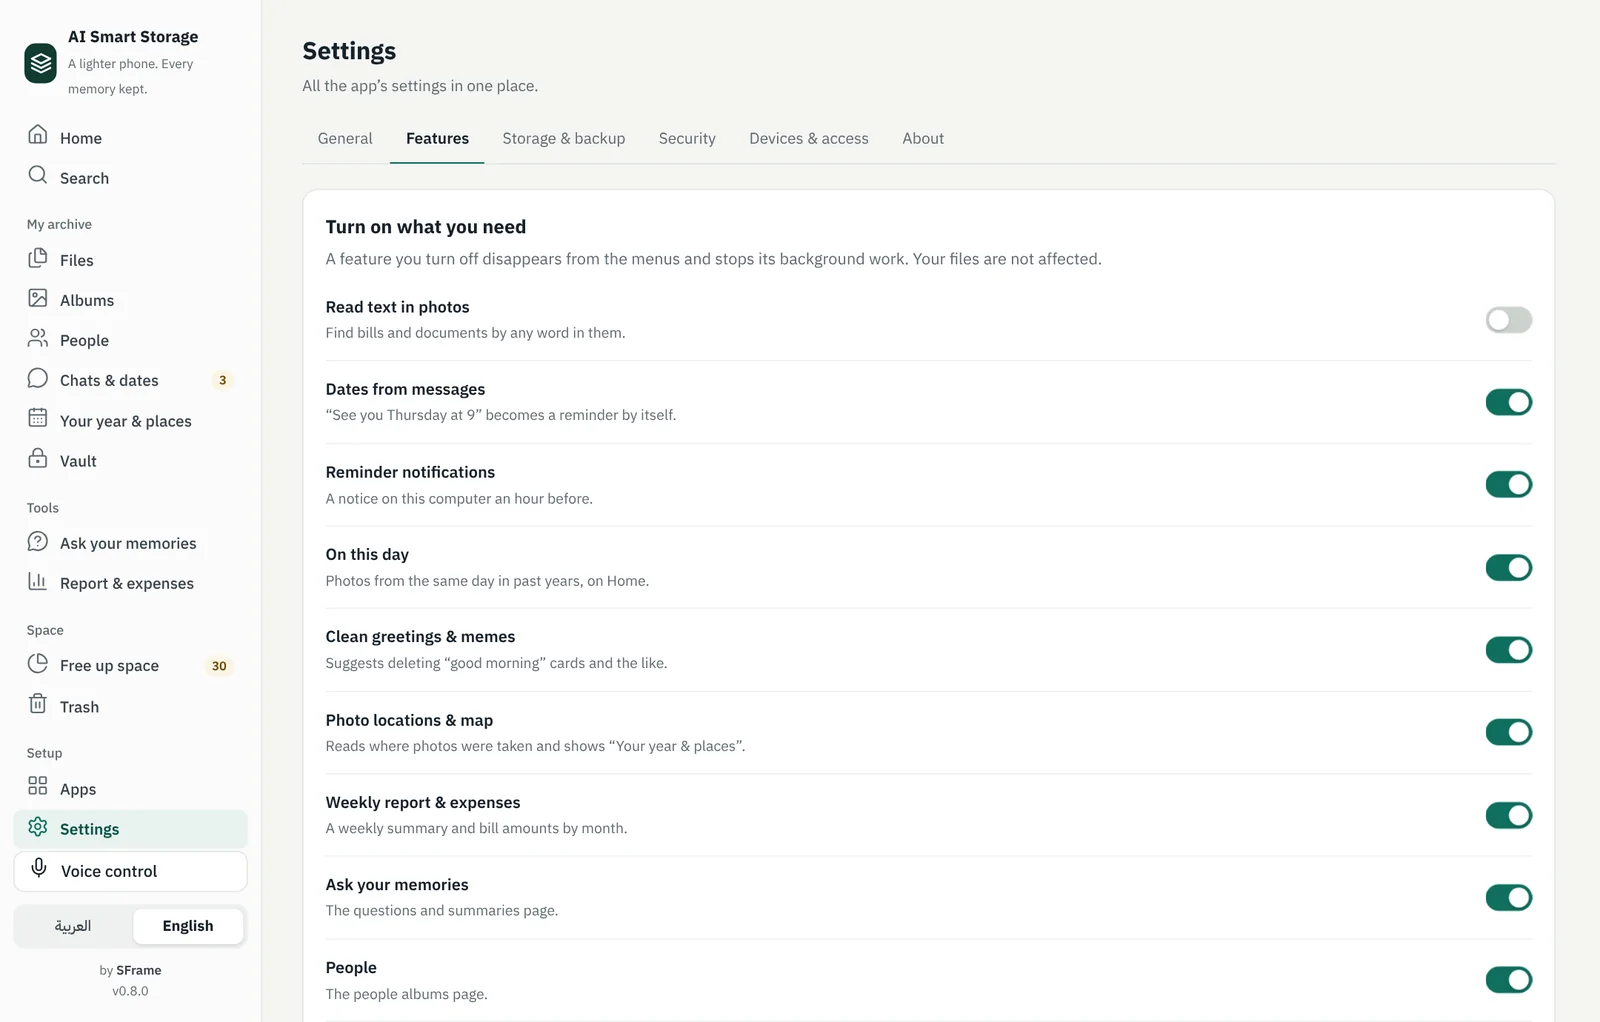 AI Smart Storage
A lighter phone. Every
memory kept.
Home
Search
My archive
Files
Albums
People
Chats & dates 3
Your year & places
Vault
Tools
Ask your memories
Report & expenses
Space
Free up space 30
Trash
Setup
Apps
Settings
Voice control
العربية English
by SFrame
v0.8.0
Settings
All the app’s settings in one place.
General Features Storage & backup Security Devices & access About
Turn on what you need
A feature you turn off disappears from the menus and stops its background work. Your files are not affected.
Read text in photos
Find bills and documents by any word in them.
Dates from messages
“See you Thursday at 9” becomes a reminder by itself.
Reminder notifications
A notice on this computer an hour before.
On this day
Photos from the same day in past years, on Home.
Clean greetings & memes
Suggests deleting “good morning” cards and the like.
Photo locations & map
Reads where photos were taken and shows “Your year & places”.
Weekly report & expenses
A weekly summary and bill amounts by month.
Ask your memories
The questions and summaries page.
People
The people albums page.